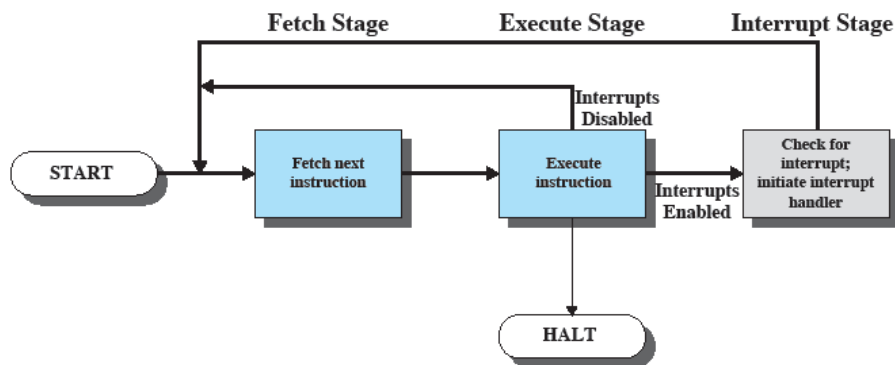 Fetch Stage
Execute Stage
Interrupt Stage
Interrupts
Disabled
START
Fetch next
instruction
Execute
instruction
Interrupts
Enabled
Check for
interrupt;
initiate interrupt
handler
HALT